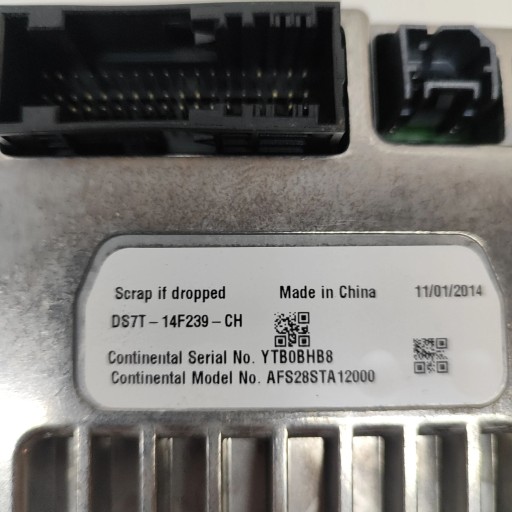 Scrap if dropped Made in China 11/01/2014
DS7T-14F239-CH
Continental Serial No. YTB0BHB8
Continental Model No. AFS28STA12000